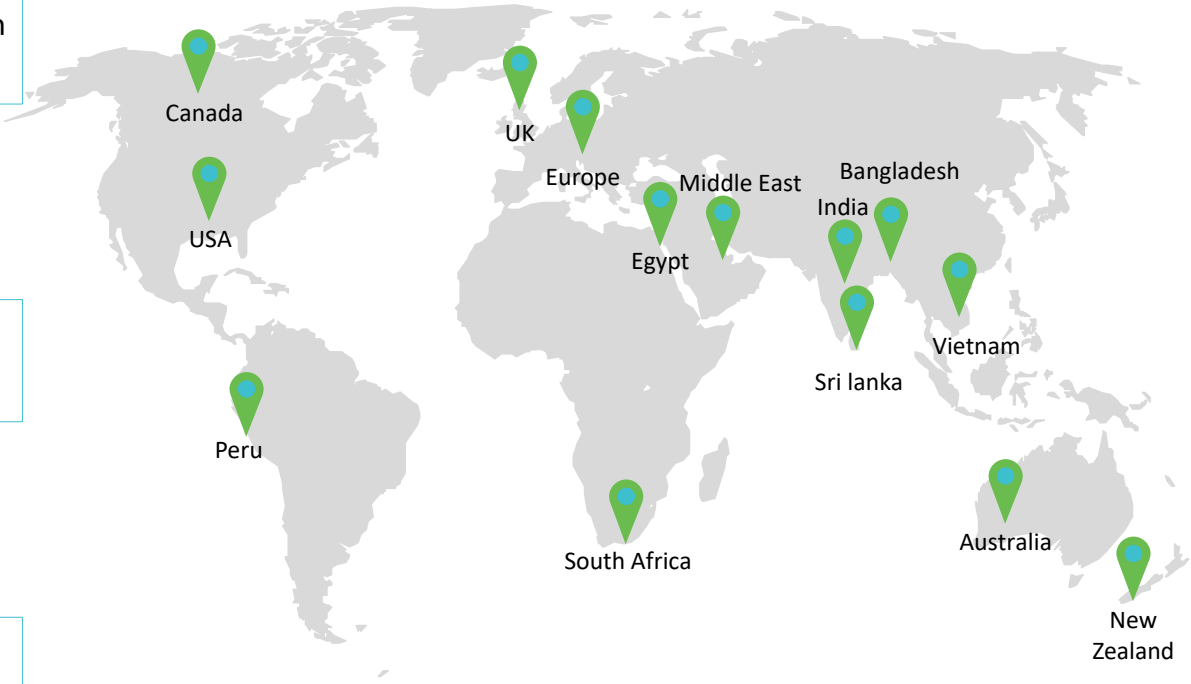 n
Canada
UK
USA
Europe
Middle East
Bangladesh
India
Egypt
Vietnam
Sri lanka
Peru
South Africa
Australia
New
Zealand